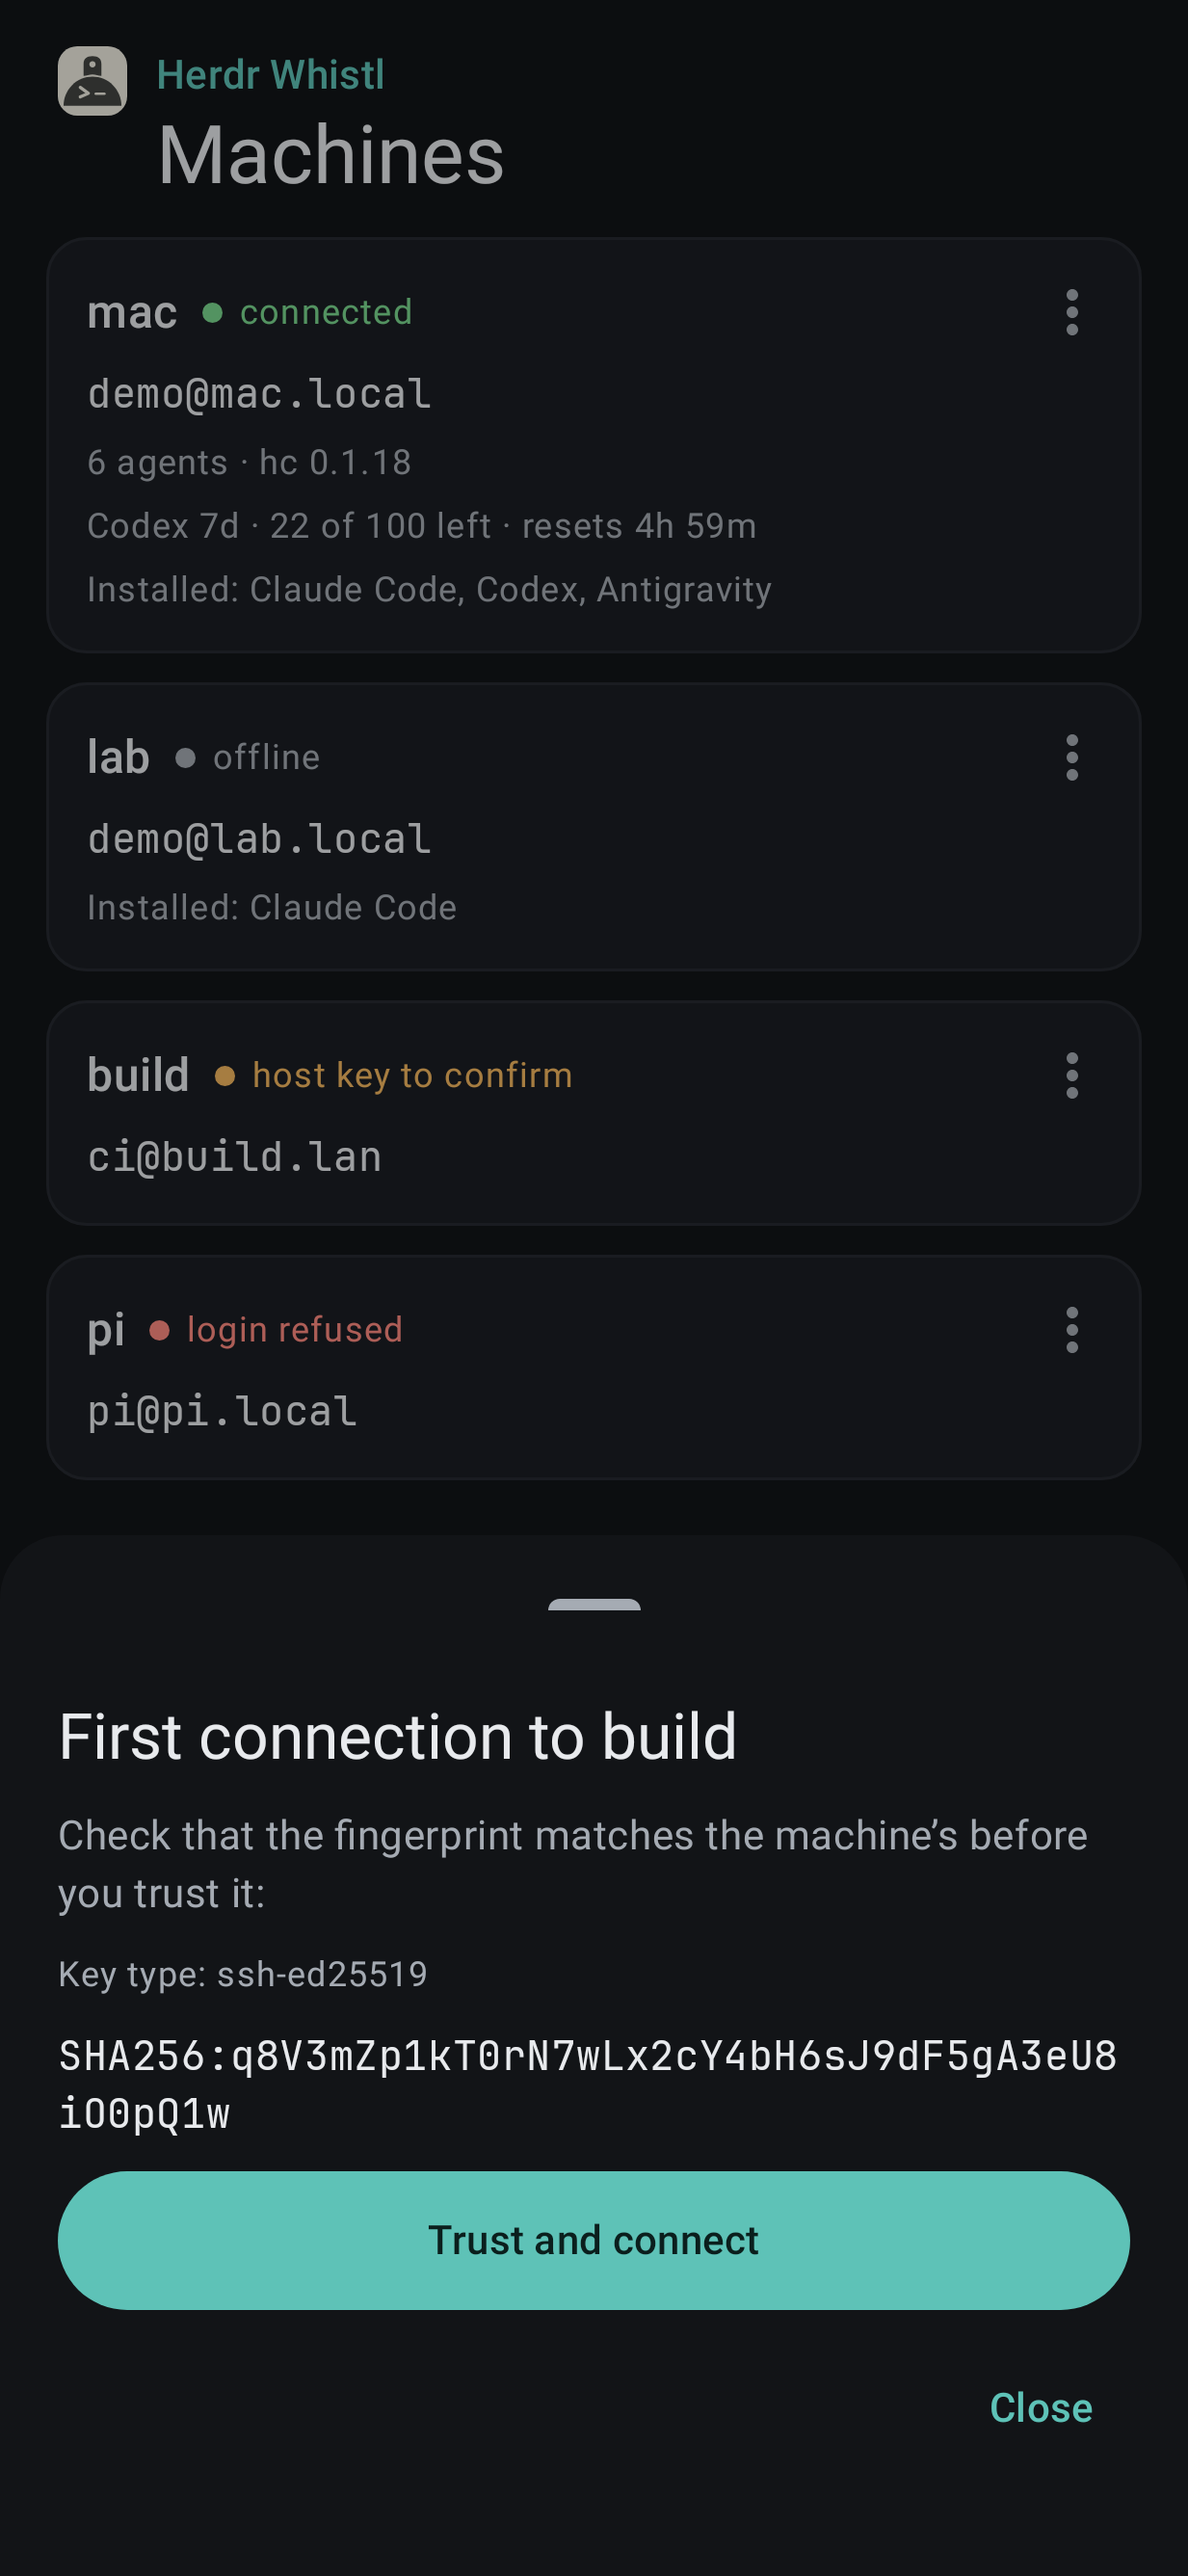 Herdr Whistl
Machines
mac connected
demo@mac.local
6 agents · hc 0.1.18
Codex 7d · 22 of 100 left · resets 4h 59m
Installed: Claude Code, Codex, Antigravity
lab offline
demo@lab.local
Installed: Claude Code
build host key to confirm
ci@build.lan
pi login refused
pi@pi.local
First connection to build
Check that the fingerprint matches the machine’s before
you trust it:
Key type: ssh-ed25519
SHA256:q8V3mZp1kT0rN7wLx2cY4bH6sJ9dF5gA3eU8
iO0pQ1w
Trust and connect
Close